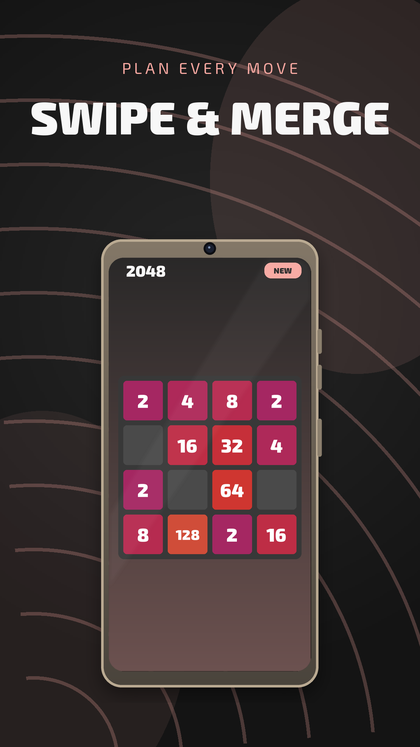 PLAN EVERY MOVE
SWIPE & MERGE
2048 NEW
2 4 8 2
16 32 4
2 64
8 128 2 16